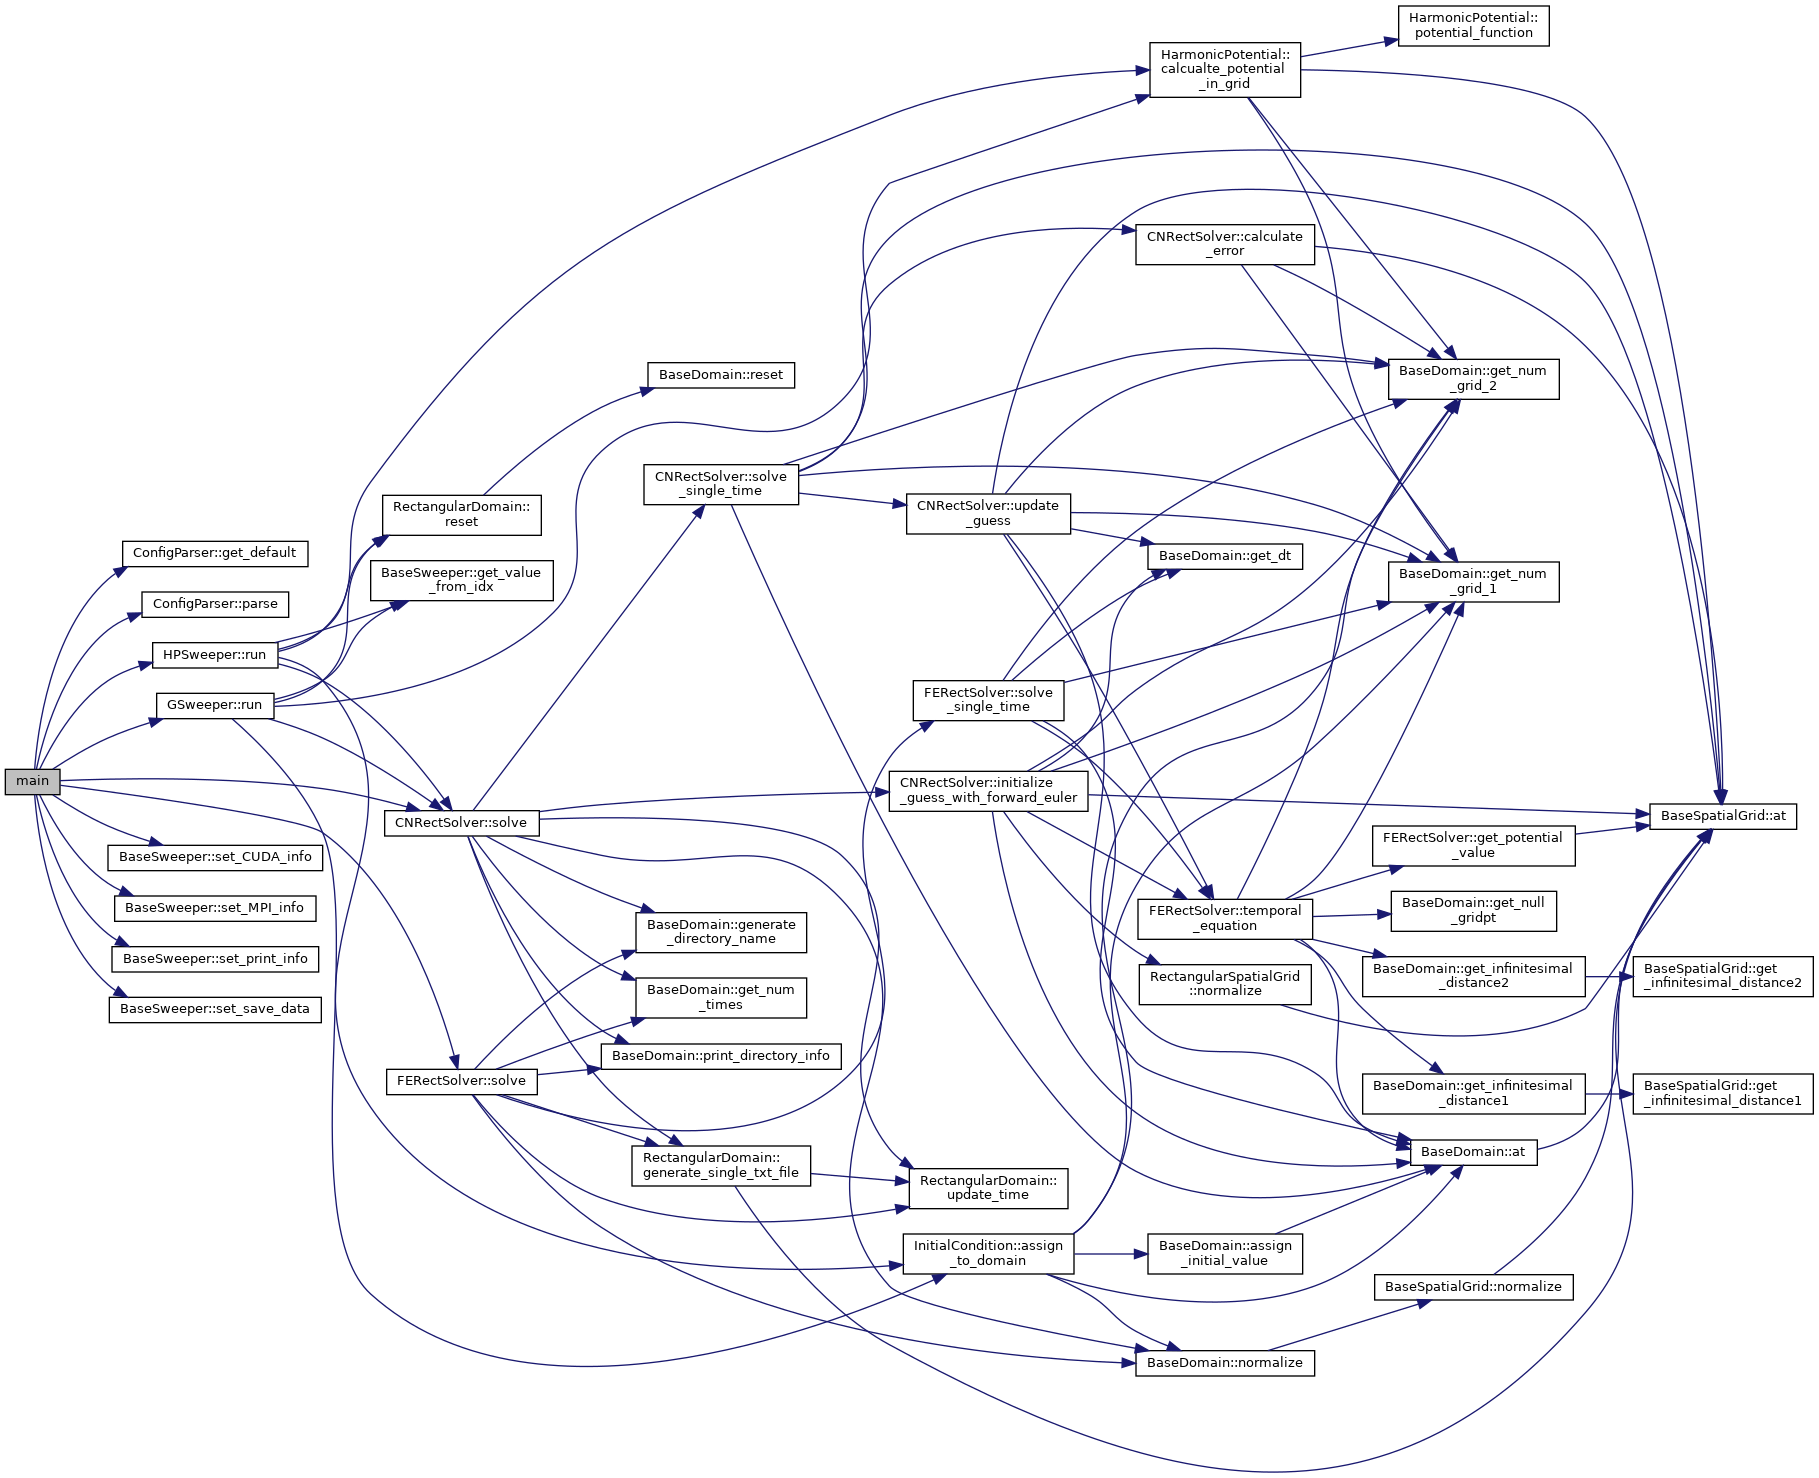 main
ConfigParser::get_default
ConfigParser::parse
HPSweeper::run
GSweeper::run
BaseSweeper::set_CUDA_info
BaseSweeper::set_MPI_info
BaseSweeper::set_print_info
BaseSweeper::set_save_data
RectangularDomain::
reset
BaseSweeper::get_value
_from_idx
CNRectSolver::solve
FERectSolver::solve
BaseDomain::reset
CNRectSolver::solve
_single_time
BaseDomain::generate
_directory_name
BaseDomain::get_num
_times
BaseDomain::print_directory_info
RectangularDomain::
generate_single_txt_file
CNRectSolver::update
_guess
FERectSolver::solve
_single_time
CNRectSolver::initialize
_guess_with_forward_euler
RectangularDomain::
update_time
InitialCondition::assign
_to_domain
HarmonicPotential::
calcualte_potential
_in_grid
CNRectSolver::calculate
_error
BaseDomain::get_dt
FERectSolver::temporal
_equation
RectangularSpatialGrid
::normalize
BaseDomain::assign
_initial_value
BaseDomain::normalize
HarmonicPotential::
potential_function
BaseDomain::get_num
_grid_2
BaseDomain::get_num
_grid_1
FERectSolver::get_potential
_value
BaseDomain::get_null
_gridpt
BaseDomain::get_infinitesimal
_distance2
BaseDomain::get_infinitesimal
_distance1
BaseDomain::at
BaseSpatialGrid::normalize
BaseSpatialGrid::at
BaseSpatialGrid::get
_infinitesimal_distance2
BaseSpatialGrid::get
_infinitesimal_distance1